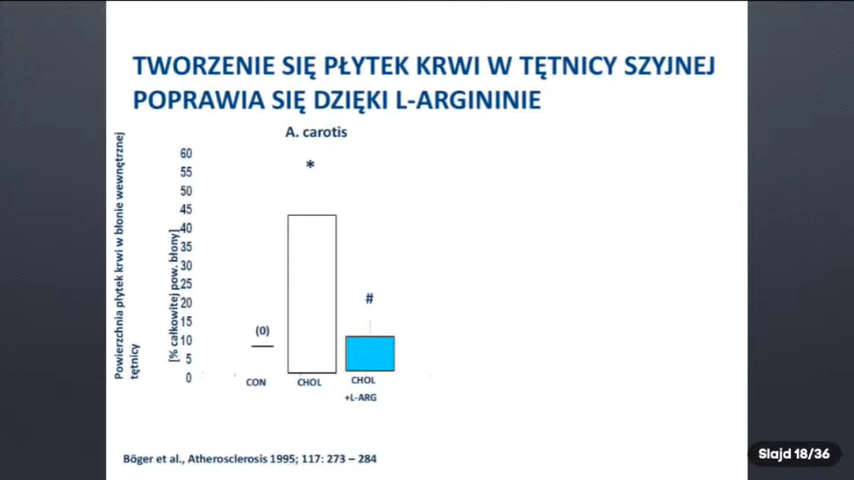 TWORZENIE SIĘ PŁYTEK KRWI W TĘTNICY SZYJNEJ
POPRAWIA SIĘ DZIĘKI L-ARGININIE
A. carotis
Powierzchnia płytek krwi w błonie wewnętrznej
tętnicy
[% całkowitej pow. błony]
60
55
50
45
40
35
30
25
20
15
10
5
0
*
#
(0)
CON
CHOL
CHOL
+L-ARG
Böger et al., Atherosclerosis 1995; 117: 273 – 284
Slajd 18/36